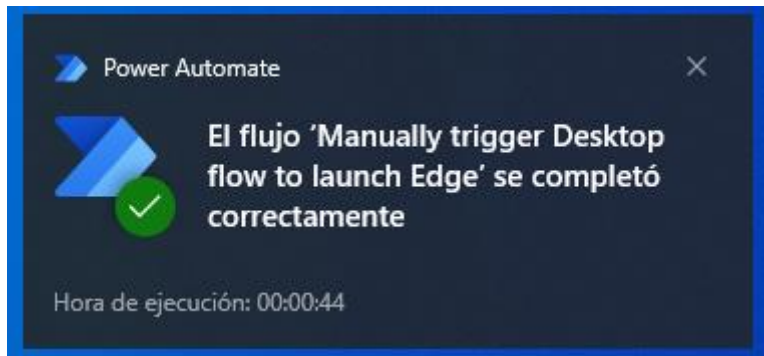 Power Automate
El flujo ‘Manually trigger Desktop
flow to launch Edge’ se completó
correctamente
Hora de ejecución: 00:00:44